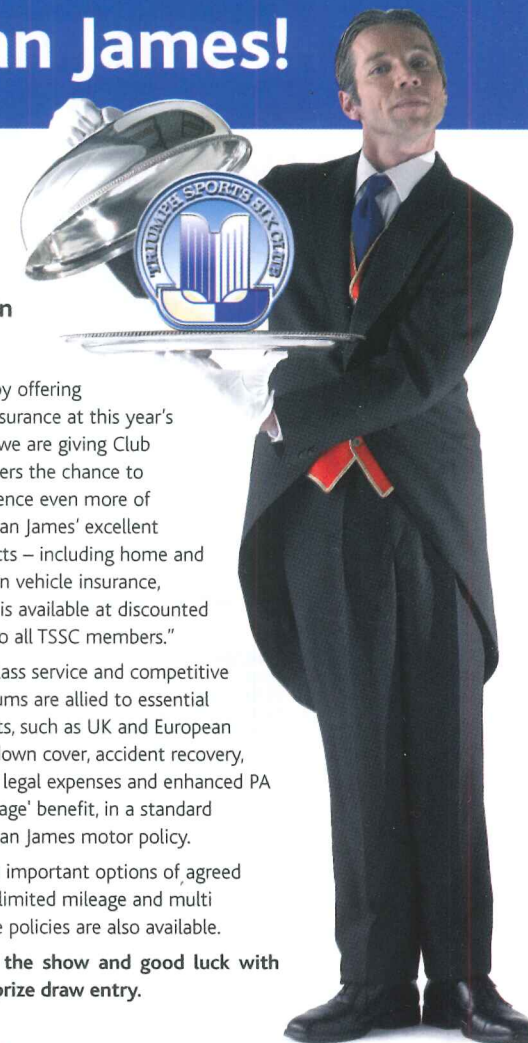 an James!
TRIUMPH SPORTS SIX CLUB
n
by offering
surance at this year's
we are giving Club
ers the chance to
ence even more of
an James' excellent
cts – including home and
n vehicle insurance,
is available at discounted
o all TSSC members."
ass service and competitive
ums are allied to essential
ts, such as UK and European
down cover, accident recovery,
legal expenses and enhanced PA
age' benefit, in a standard
an James motor policy.
important options of agreed
limited mileage and multi
e policies are also available.
the show and good luck with
prize draw entry.